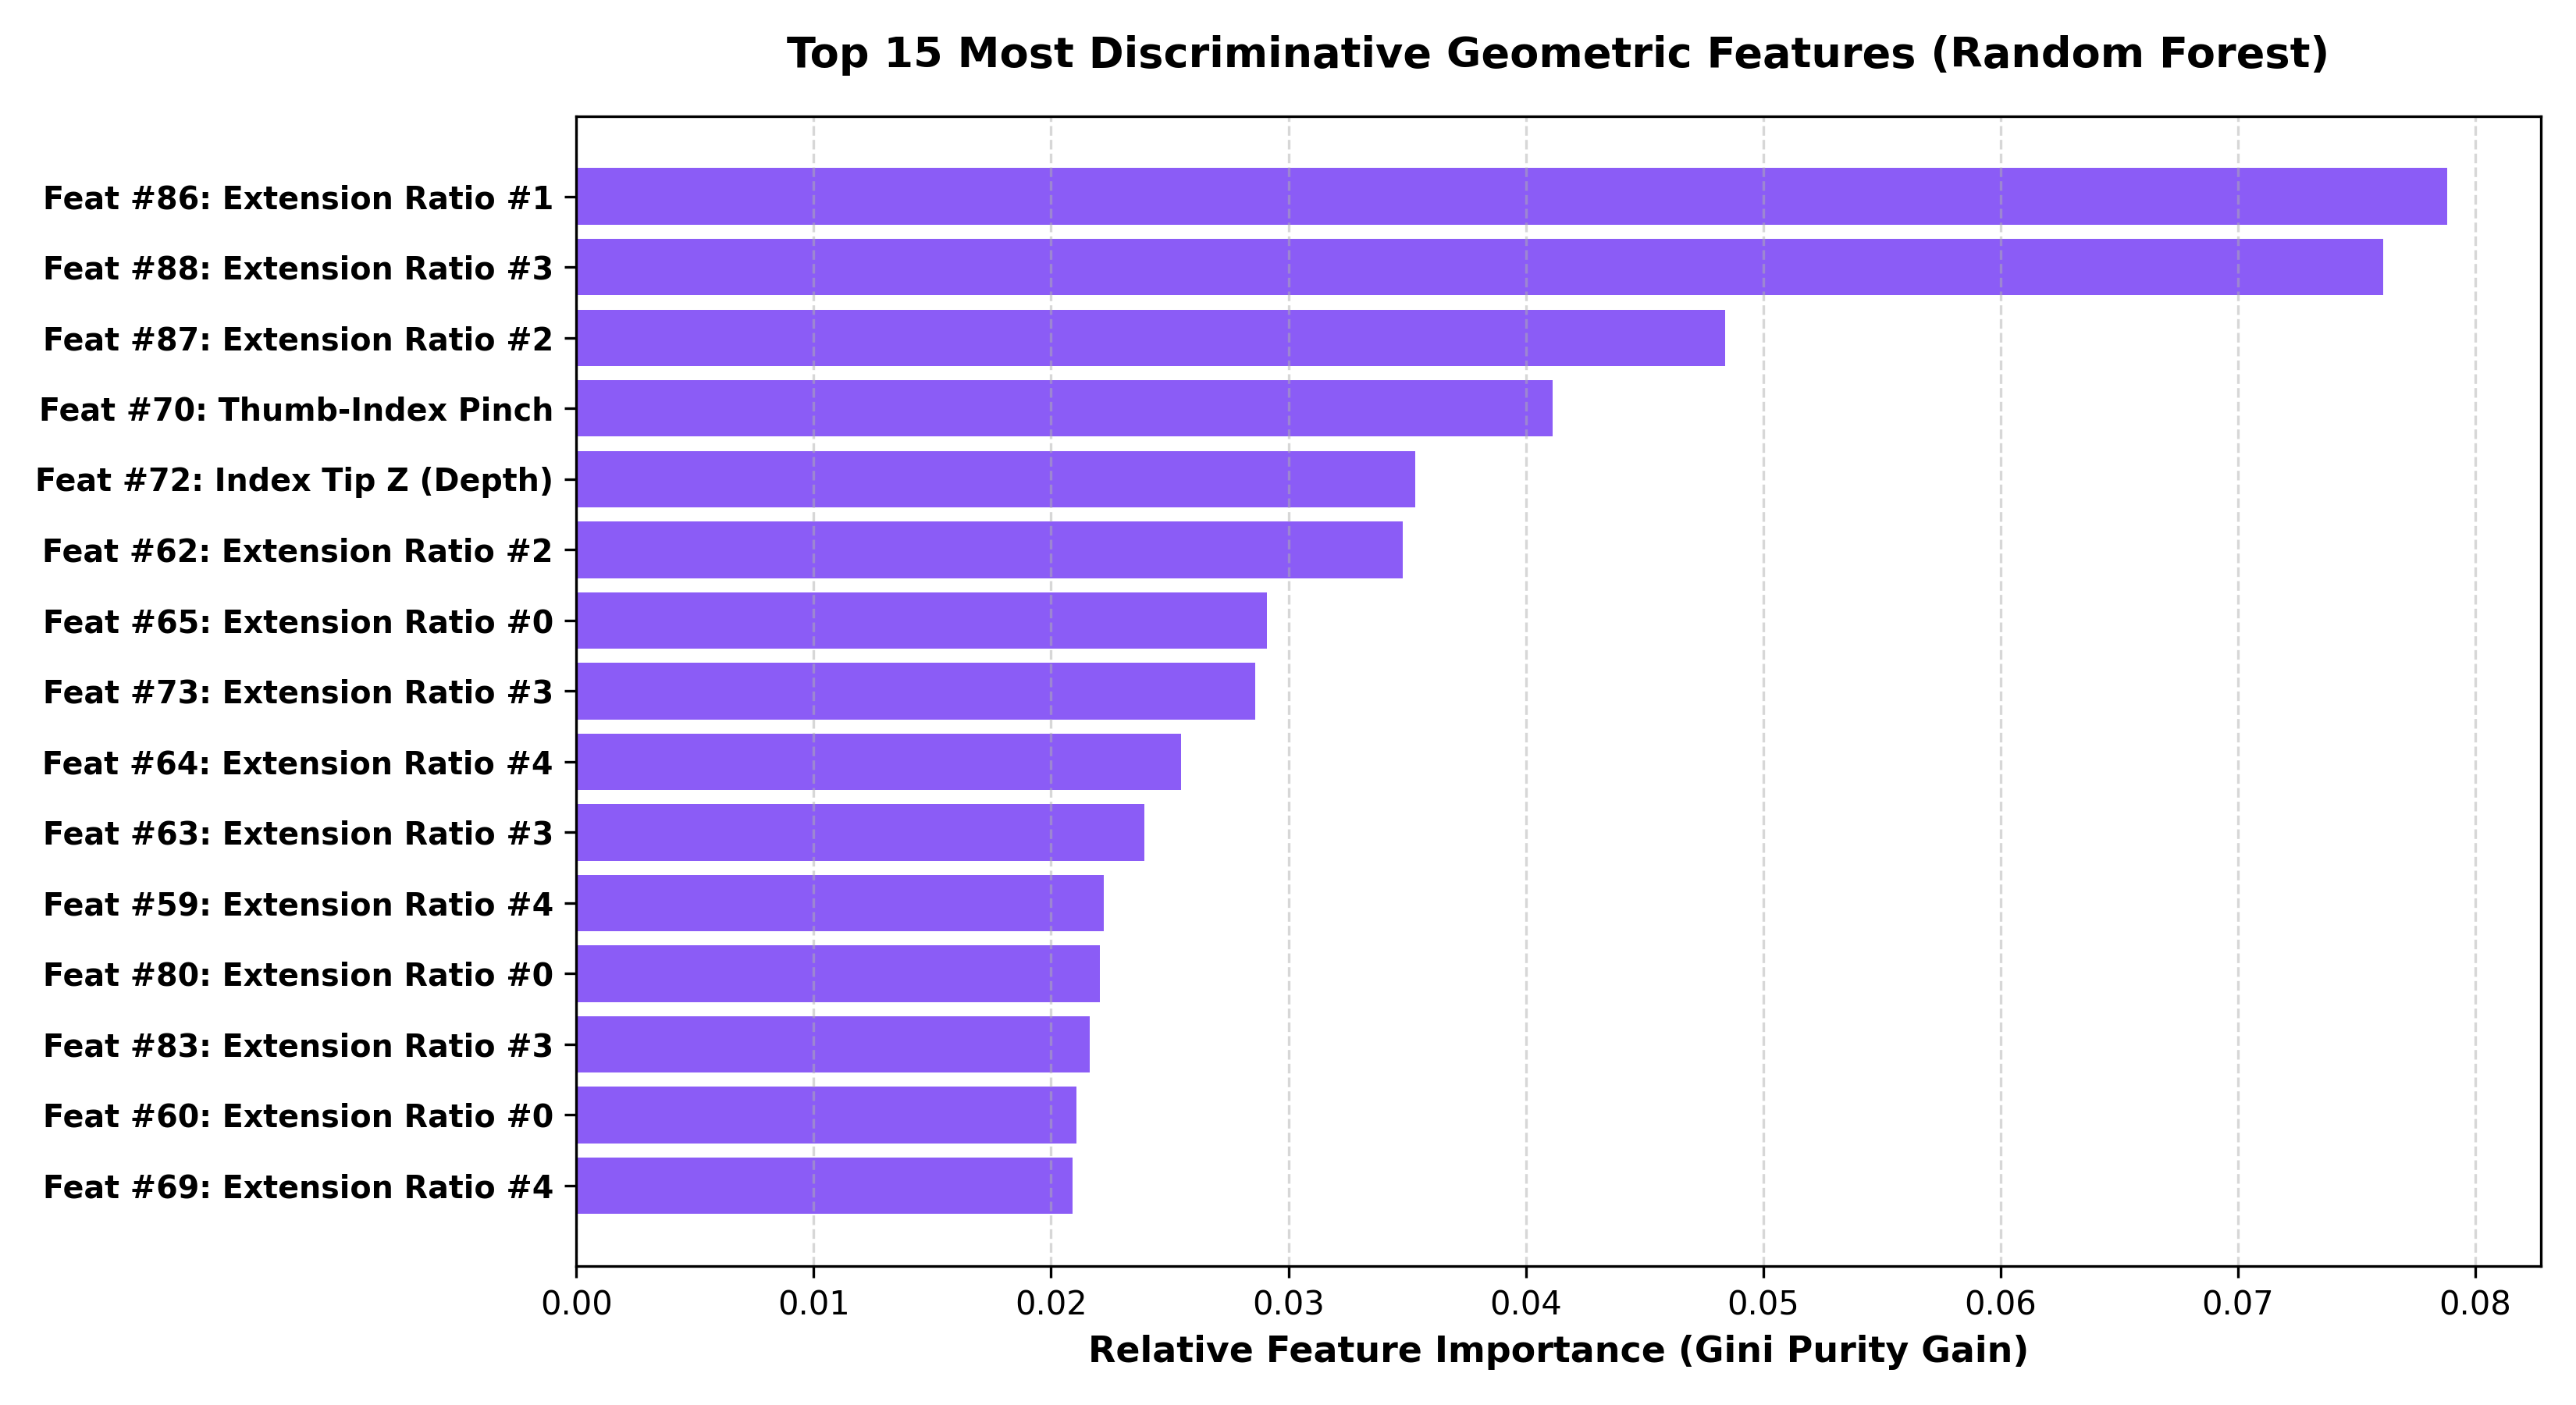 Top 15 Most Discriminative Geometric Features (Random Forest)
Feat #86: Extension Ratio #1
Feat #88: Extension Ratio #3
Feat #87: Extension Ratio #2
Feat #70: Thumb-Index Pinch
Feat #72: Index Tip Z (Depth)
Feat #62: Extension Ratio #2
Feat #65: Extension Ratio #0
Feat #73: Extension Ratio #3
Feat #64: Extension Ratio #4
Feat #63: Extension Ratio #3
Feat #59: Extension Ratio #4
Feat #80: Extension Ratio #0
Feat #83: Extension Ratio #3
Feat #60: Extension Ratio #0
Feat #69: Extension Ratio #4
0.00 0.01 0.02 0.03 0.04 0.05 0.06 0.07 0.08
Relative Feature Importance (Gini Purity Gain)